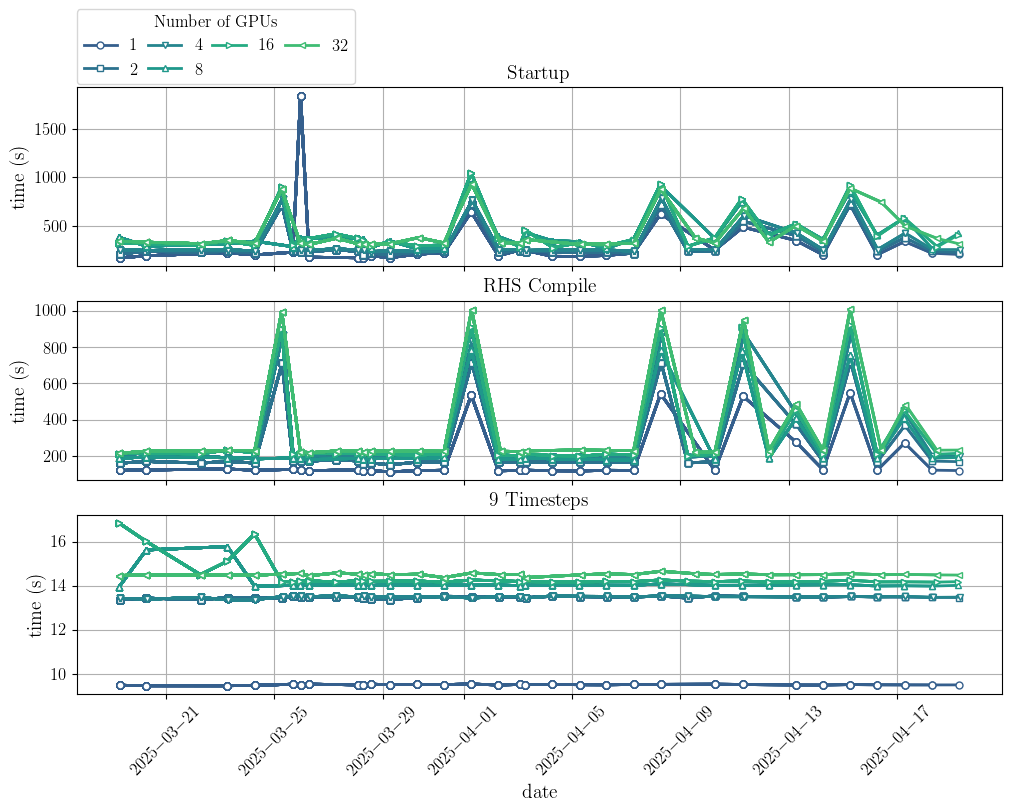 Number of GPUs
1 4 16 32
2 8
Startup
time (s)
1500
1000
500
RHS Compile
time (s)
1000
800
600
400
200
9 Timesteps
time (s)
16
14
12
10
2025−03−21 2025−03−25 2025−03−29 2025−04−01 2025−04−05 2025−04−09 2025−04−13 2025−04−17
date